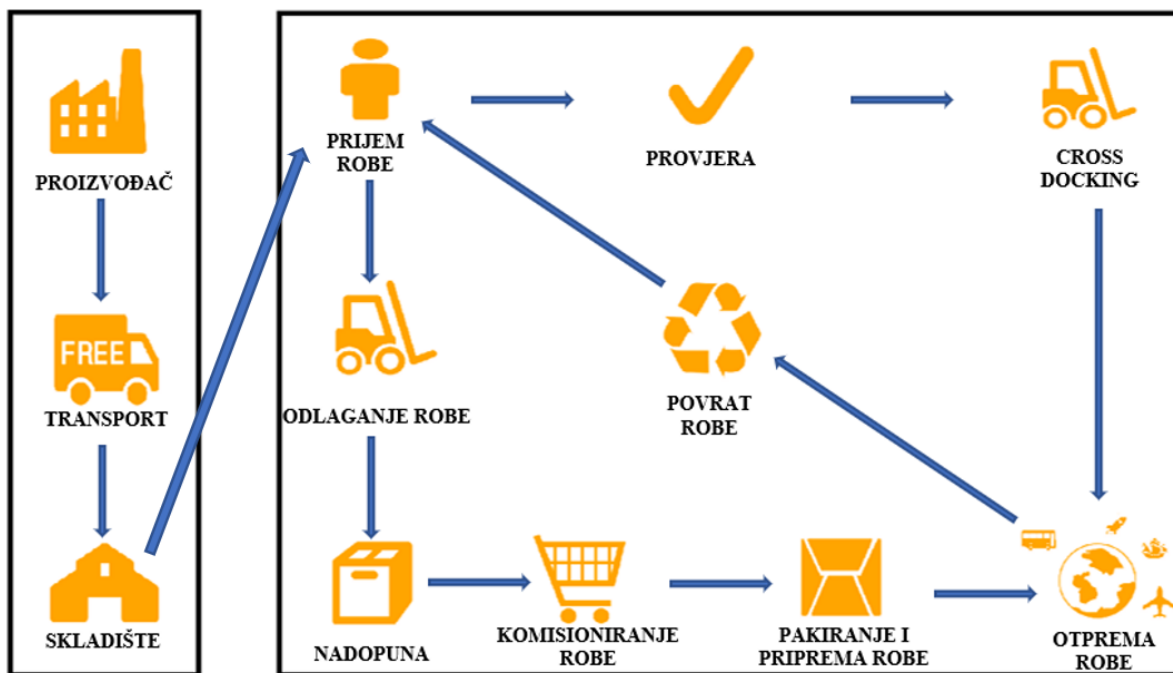 PROIZVOĐAČ
FREE
TRANSPORT
SKLADIŠTE
PRIJEM
ROBE
PROVJERA
CROSS
DOCKING
ODLAGANJE ROBE
POVRAT
ROBE
NADOPUNA
KOMISIONIRANJE
ROBE
PAKIRANJE I
PRIPREMA ROBE
OTPREMA
ROBE